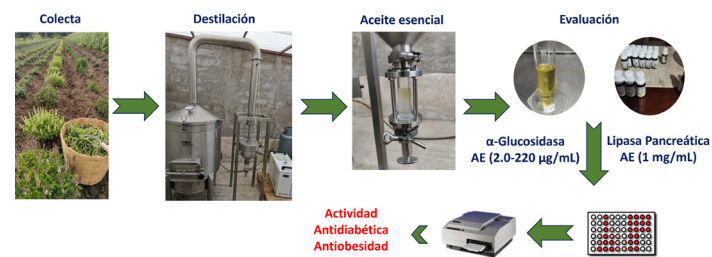 Colecta
Destilación
Aceite esencial
Evaluación
α-Glucosidasa
AE (2.0-220 µg/mL)
Lipasa Pancreática
AE (1 mg/mL)
Actividad
Antidiabética
Antiobesidad